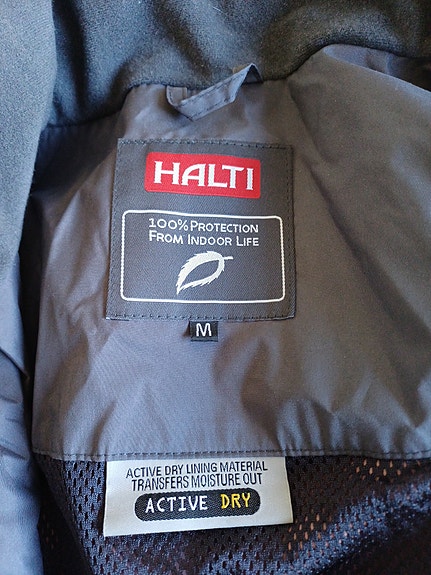 HALTI
100% PROTECTION
FROM INDOOR LIFE
M
ACTIVE DRY LINING MATERIAL
TRANSFERS MOISTURE OUT
ACTIVE DRY